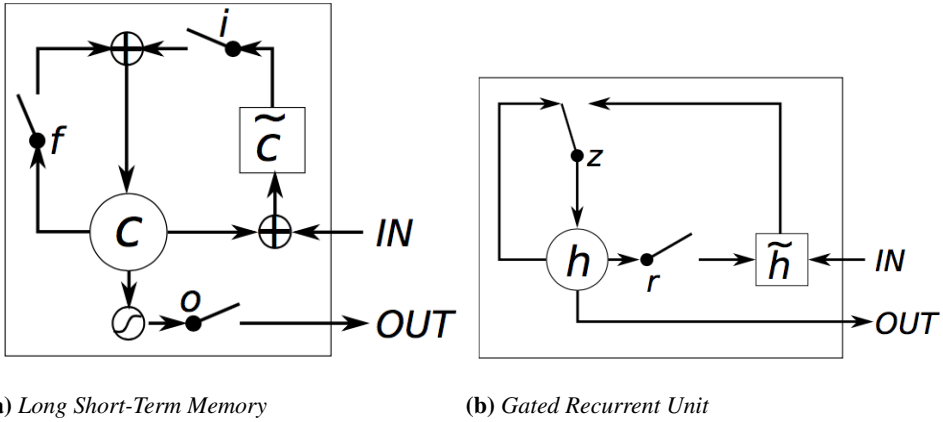 i
f
c̃
c
IN
o
OUT
z
h
r
h̃
IN
OUT
) Long Short-Term Memory
(b) Gated Recurrent Unit